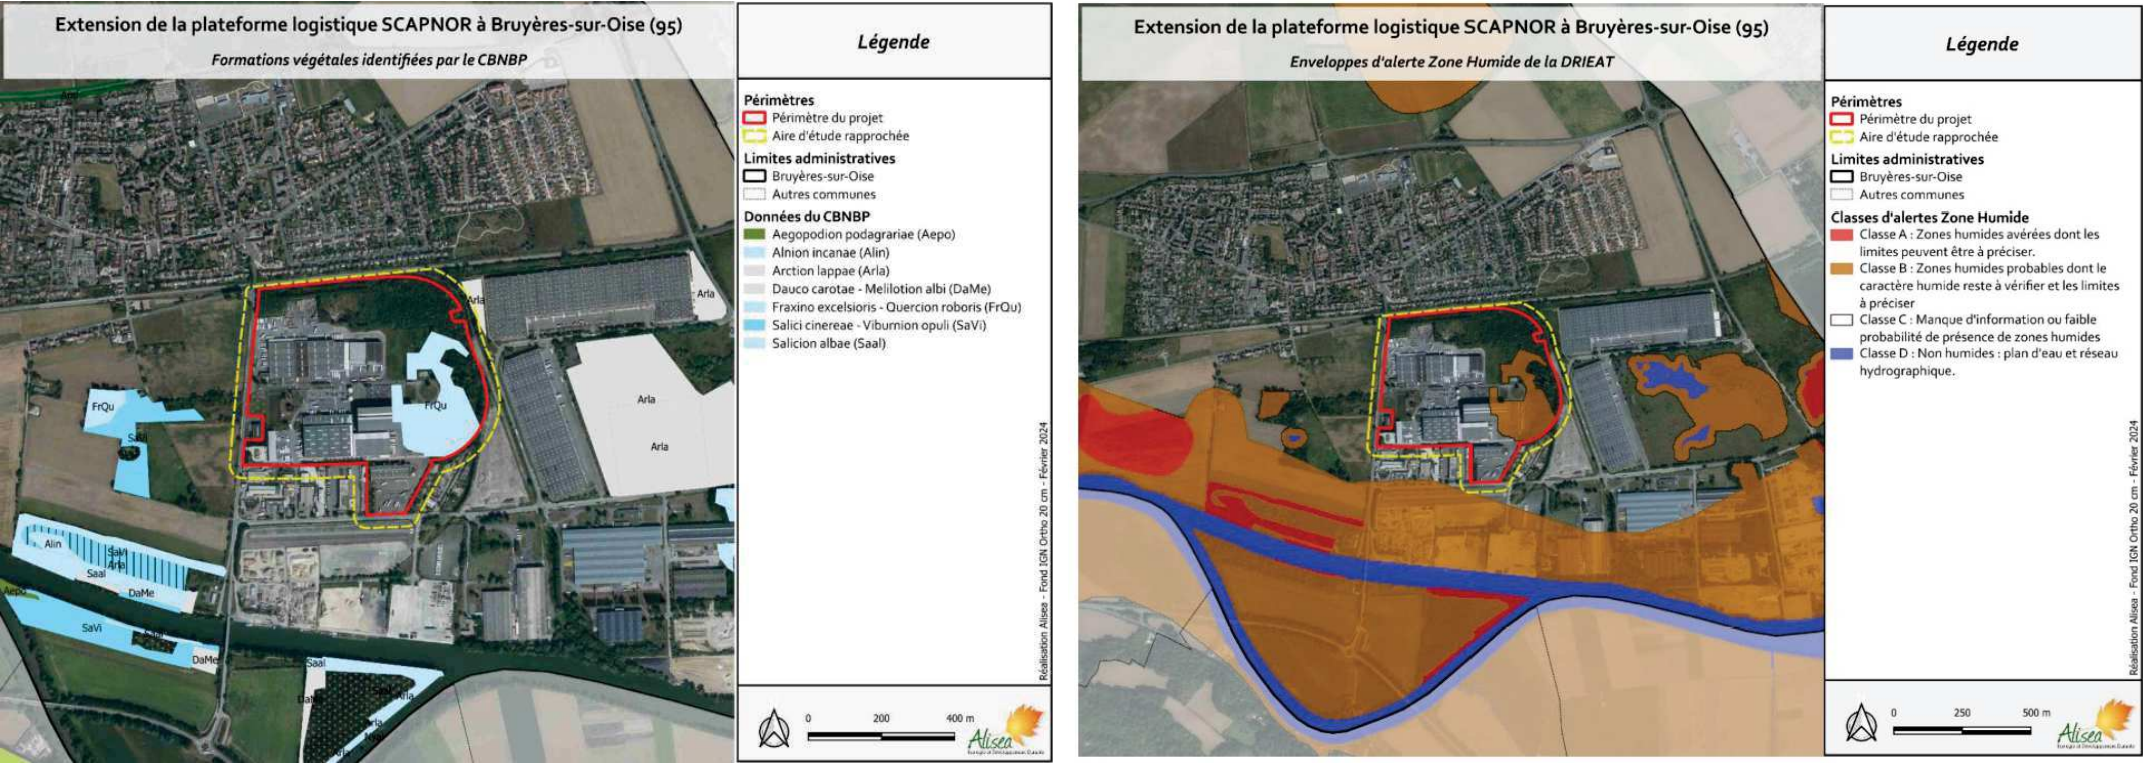 Extension de la plateforme logistique SCAPNOR à Bruyères-sur-Oise (95)
Formations végétales identifiées par le CBNBP
Légende
Périmètres
Périmètre du projet
Aire d'étude rapprochée
Limites administratives
Bruyères-sur-Oise
Autres communes
Données du CBNBP
Aegopodion podagrariae (Aepo)
Alnion incanae (Alin)
Arction lappae (Arla)
Dauco carotae - Melilotion albi (DaMe)
Fraxino excelsioris - Quercion roboris (FrQu)
Salici cinereae - Viburnion opuli (SaVi)
Salicion albae (Saal)
Arla
Arla
Arla
Arla
FrQu
FrQu
SaVi
Alin
SaVi
Arla
Saal
DaMe
Aepo
SaVi
Saal
DaMe
Saal
DaMe
Saal
Arla
Arla
Réalisation Alisea - Fond IGN Ortho 20 cm - Février 2024
0 200 400 m
Alisea
Extension de la plateforme logistique SCAPNOR à Bruyères-sur-Oise (95)
Enveloppes d'alerte Zone Humide de la DRIEAT
Légende
Périmètres
Périmètre du projet
Aire d'étude rapprochée
Limites administratives
Bruyères-sur-Oise
Autres communes
Classes d'alertes Zone Humide
Classe A : Zones humides avérées dont les
limites peuvent être à préciser.
Classe B : Zones humides probables dont le
caractère humide reste à vérifier et les limites
à préciser
Classe C : Manque d'information ou faible
probabilité de présence de zones humides
Classe D : Non humides : plan d'eau et réseau
hydrographique.
Réalisation Alisea - Fond IGN Ortho 20 cm - Février 2024
0 250 500 m
Alisea